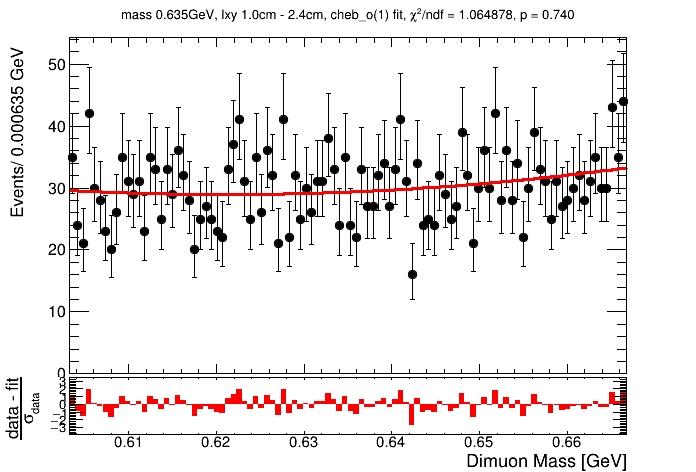 mass 0.635GeV, lxy 1.0cm - 2.4cm, cheb_o(1) fit, χ²/ndf = 1.064878, p = 0.740
Events/ 0.000635 GeV
50
40
30
20
10
0
data - fit
σdata
3
2
1
0
−1
−2
−3
0.61 0.62 0.63 0.64 0.65 0.66
Dimuon Mass [GeV]